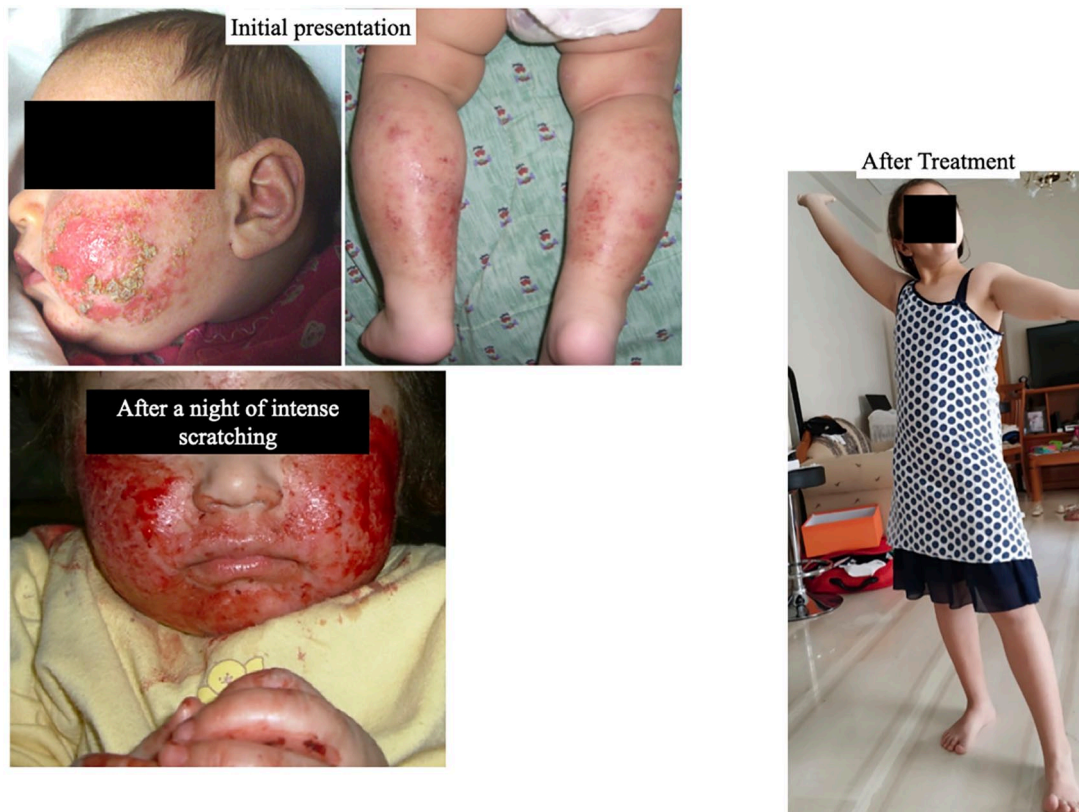 Initial presentation
After Treatment
After a night of intense
scratching